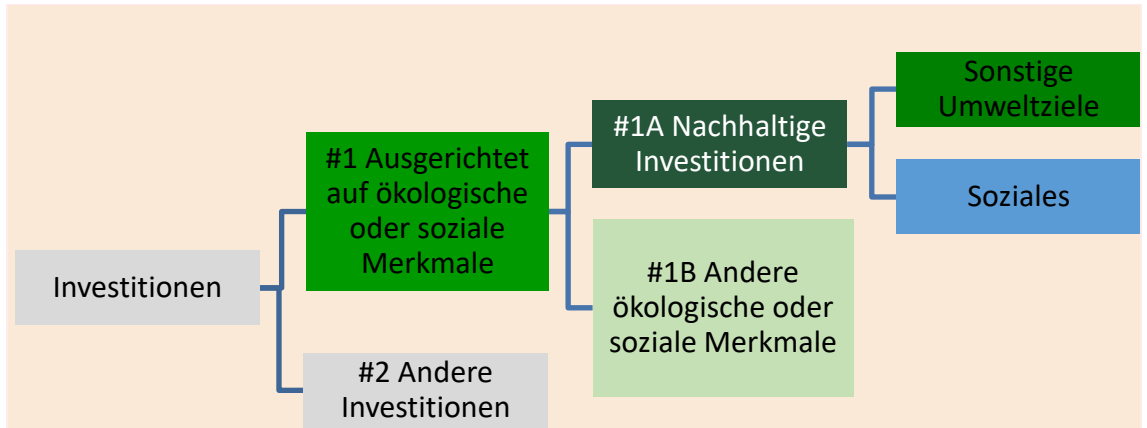 Investitionen
#1 Ausgerichtet
auf ökologische
oder soziale
Merkmale
#2 Andere
Investitionen
#1A Nachhaltige
Investitionen
#1B Andere
ökologische oder
soziale Merkmale
Sonstige
Umweltziele
Soziales